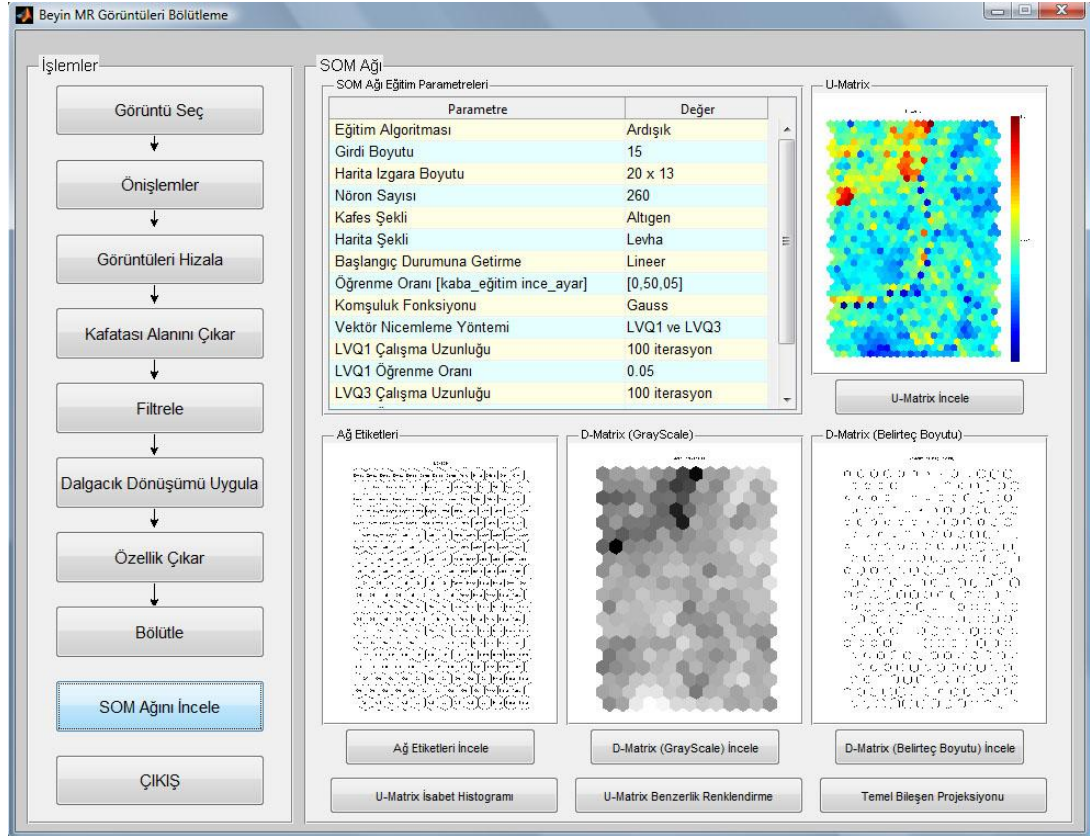 Beyin MR Görüntüleri Bölütleme
İşlemler
Görüntü Seç
Önişlemler
Görüntüleri Hizala
Kafatası Alanını Çıkar
Filtrele
Dalgacık Dönüşümü Uygula
Özellik Çıkar
Bölütle
SOM Ağını İncele
ÇIKIŞ
SOM Ağı
SOM Ağı Eğitim Parametreleri
Parametre Değer
Eğitim Algoritması Ardışık
Girdi Boyutu 15
Harita Izgara Boyutu 20 x 13
Nöron Sayısı 260
Kafes Şekli Altıgen
Harita Şekli Levha
Başlangıç Durumuna Getirme Lineer
Öğrenme Oranı [kaba_eğitim ince_ayar] [0,50,05]
Komşuluk Fonksiyonu Gauss
Vektör Nicemleme Yöntemi LVQ1 ve LVQ3
LVQ1 Çalışma Uzunluğu 100 iterasyon
LVQ1 Öğrenme Oranı 0.05
LVQ3 Çalışma Uzunluğu 100 iterasyon
U-Matrix
U-Matrix İncele
Ağ Etiketleri
D-Matrix (GrayScale)
D-Matrix (Belirteç Boyutu)
Ağ Etiketleri İncele
D-Matrix (GrayScale) İncele
D-Matrix (Belirteç Boyutu) İncele
U-Matrix İsabet Histogramı
U-Matrix Benzerlik Renklendirme
Temel Bileşen Projeksiyonu